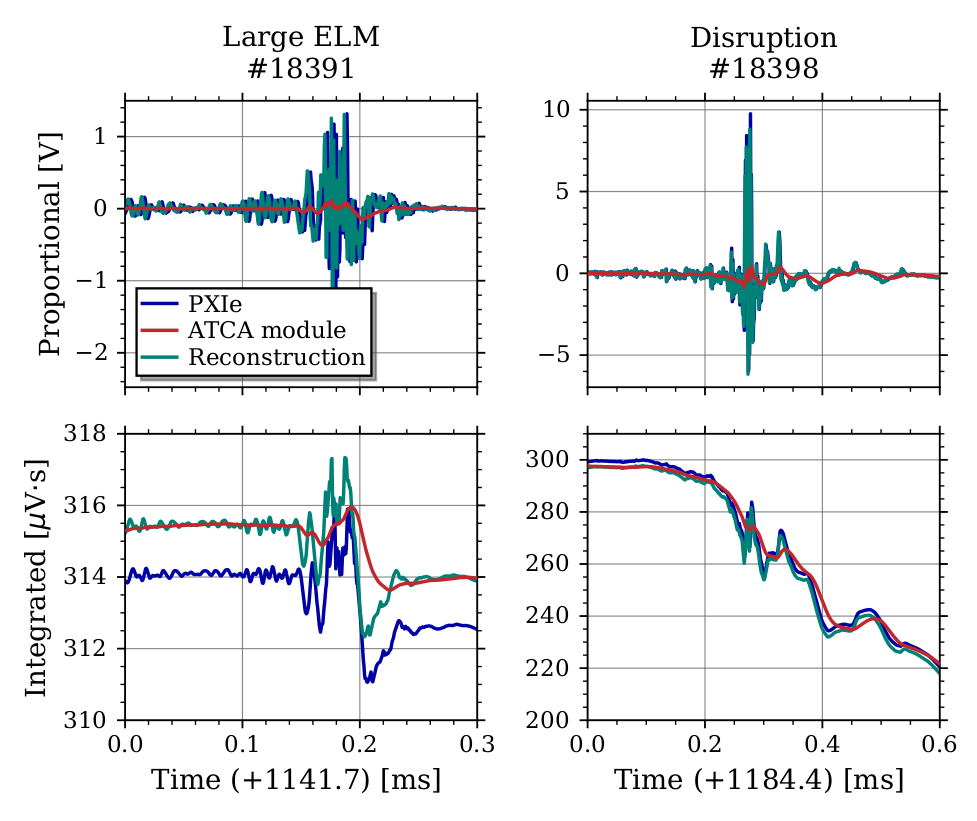 Large ELM
#18391
Disruption
#18398
Proportional [V]
1
0
−1
−2
PXIe
ATCA module
Reconstruction
10
5
0
−5
Integrated [μV·s]
318
316
314
312
310
0.0 0.1 0.2 0.3
Time (+1141.7) [ms]
300
280
260
240
220
200
0.0 0.2 0.4 0.6
Time (+1184.4) [ms]